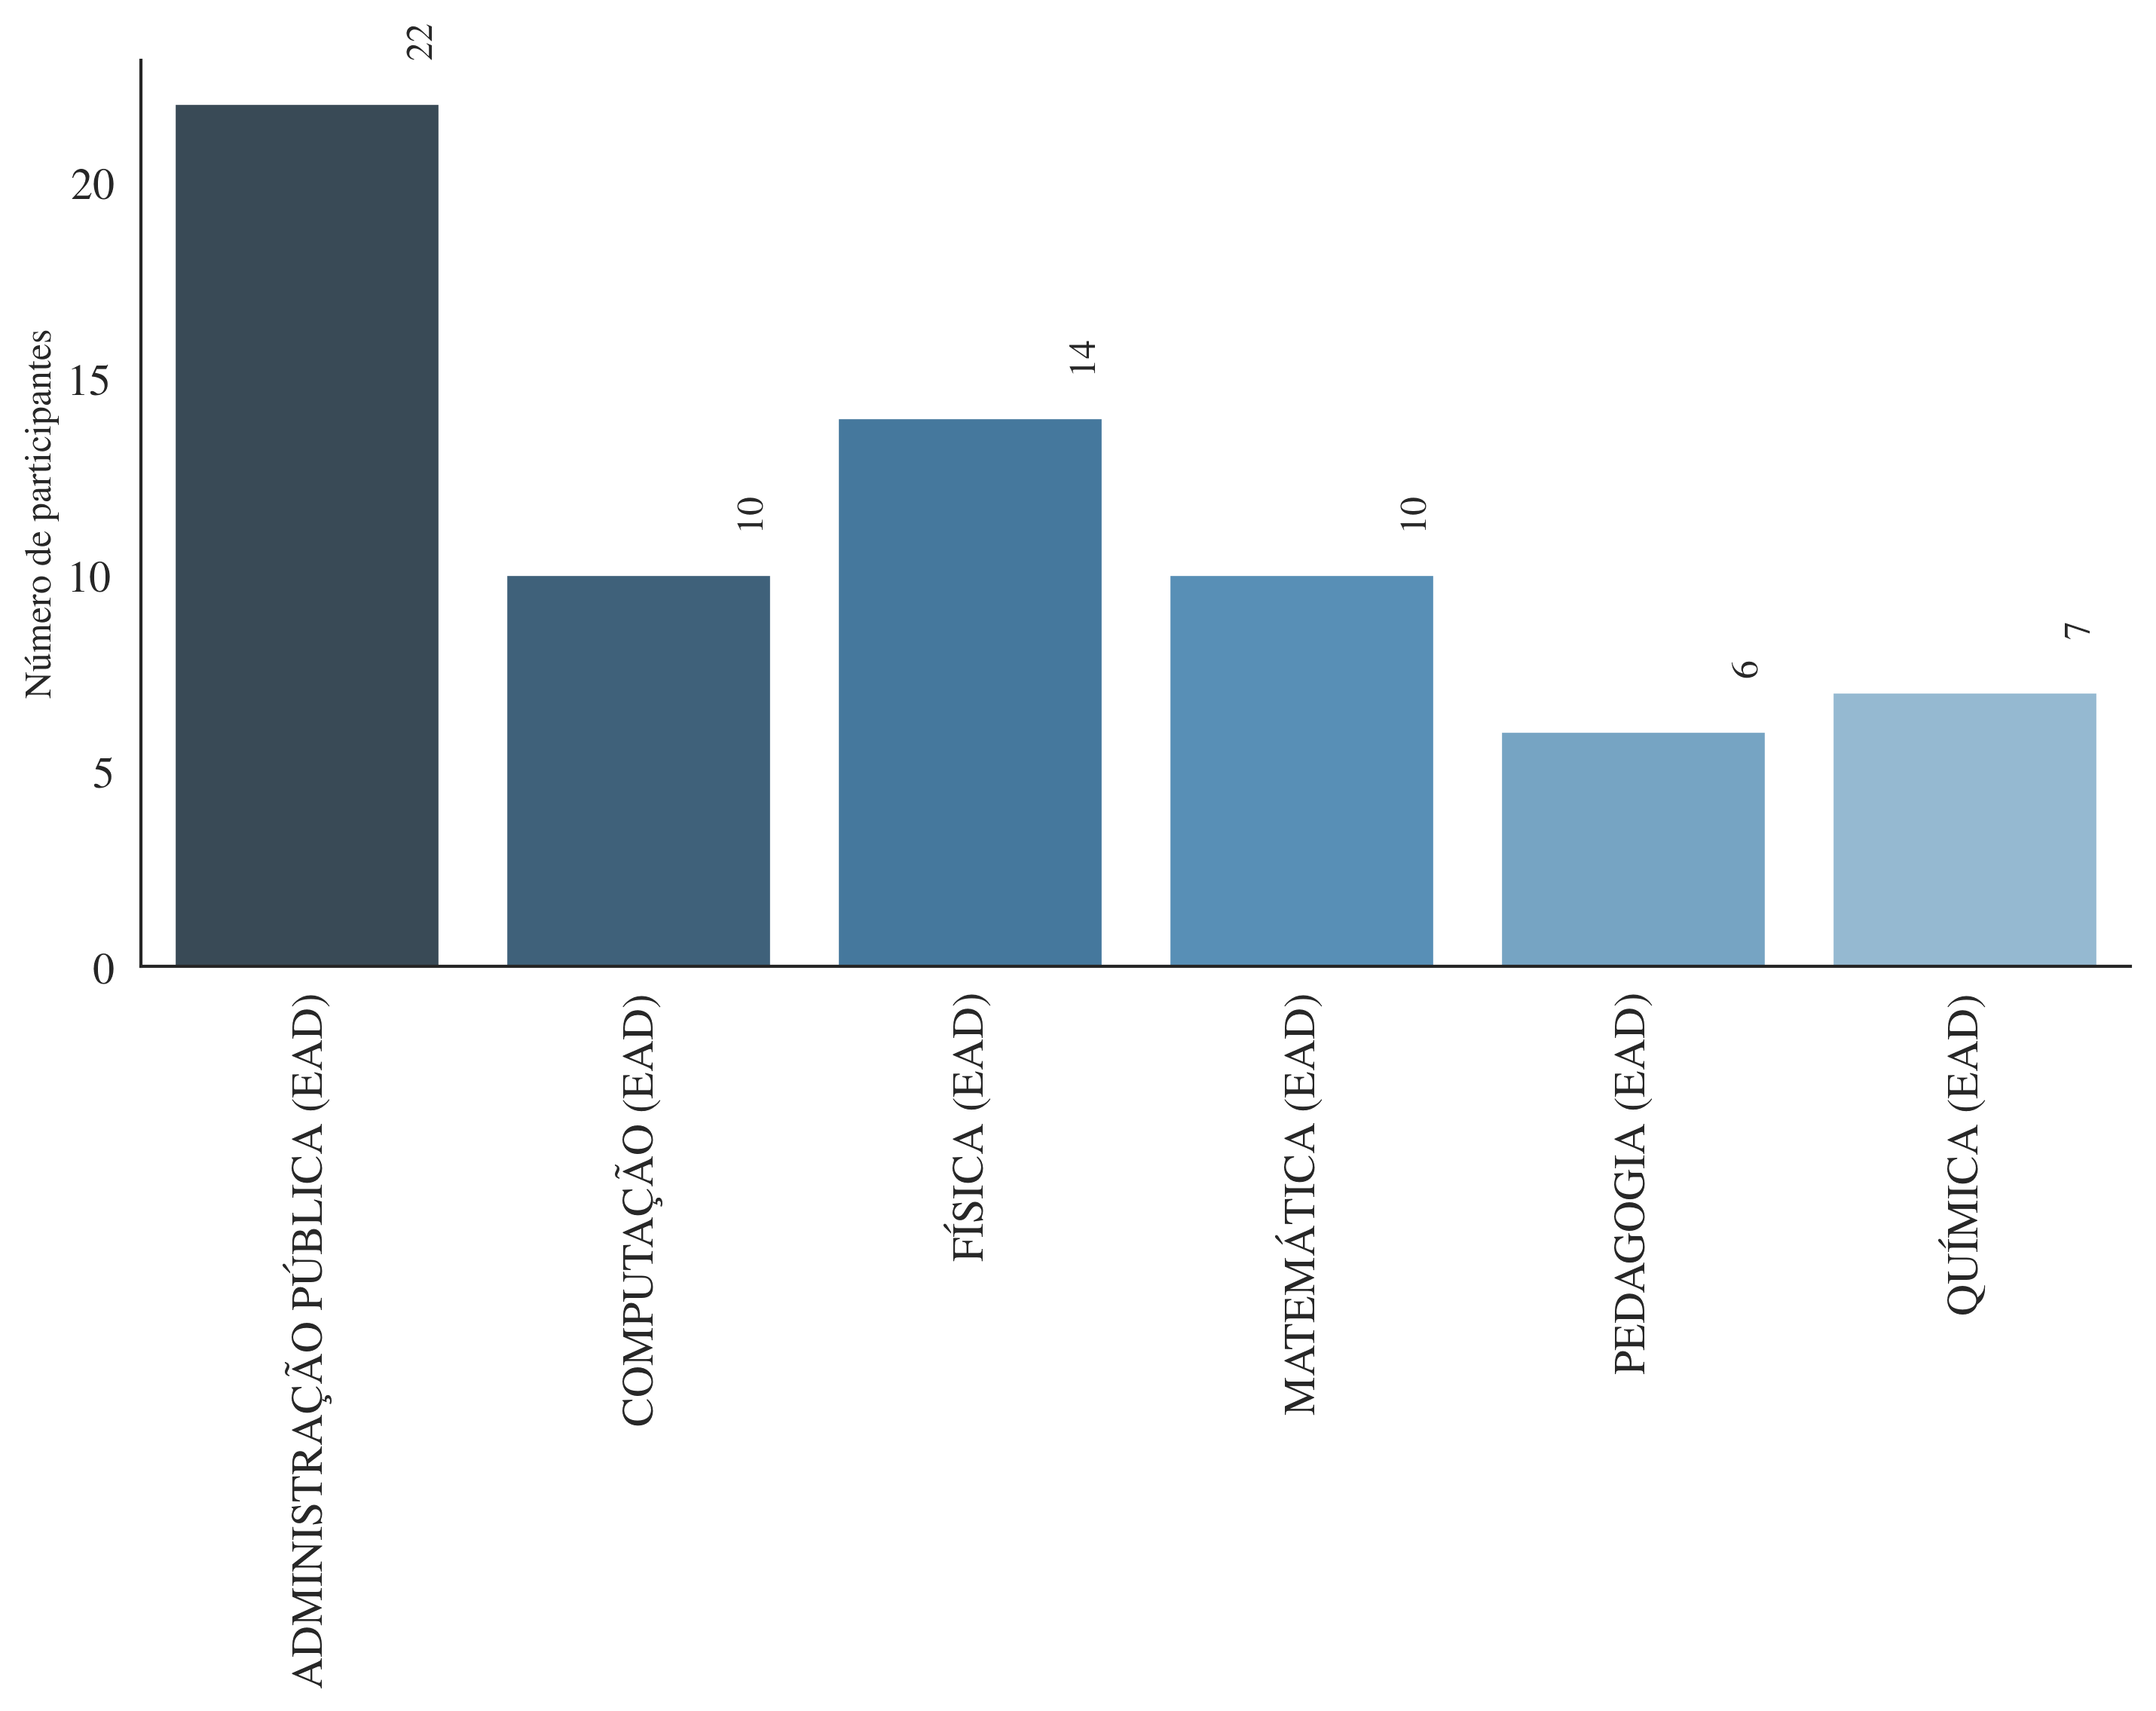 Número de participantes
20
15
10
5
0
22
10
14
10
6
7
ADMINISTRAÇÃO PÚBLICA (EAD)
COMPUTAÇÃO (EAD)
FÍSICA (EAD)
MATEMÁTICA (EAD)
PEDAGOGIA (EAD)
QUÍMICA (EAD)